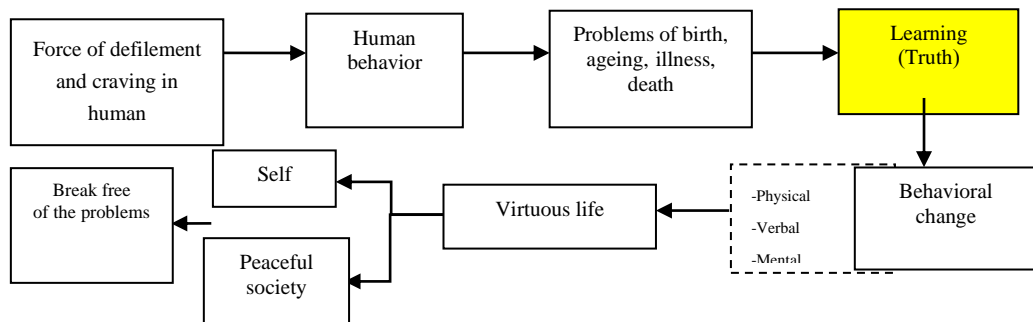 Force of defilement
and craving in
human
Human
behavior
Problems of birth,
ageing, illness,
death
Learning
(Truth)
Behavioral
change
-Physical
-Verbal
-Mental
Virtuous life
Self
Peaceful
society
Break free
of the problems